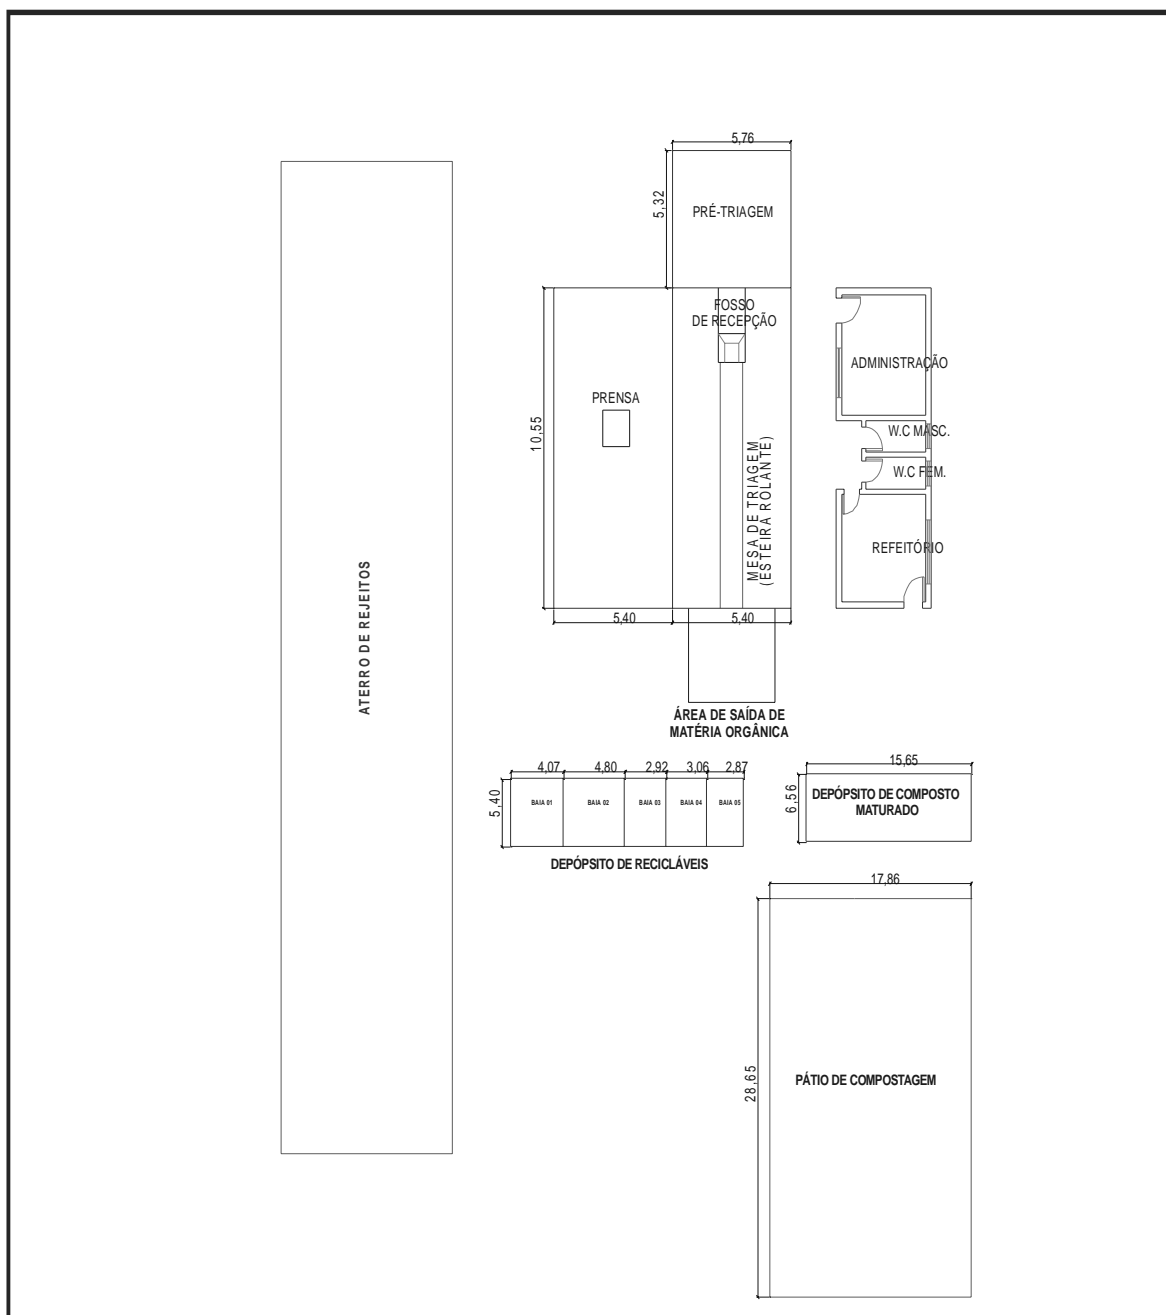 5,76
5,32
PRÉ-TRIAGEM
FOSSO
DE RECEPÇÃO
PRENSA
10,55
MESA DE TRIAGEM
(ESTEIRA ROLANTE)
5,40
5,40
ADMINISTRAÇÃO
W.C MASC.
W.C FEM.
REFEITÓRIO
ATERRO DE REJEITOS
ÁREA DE SAÍDA DE
MATÉRIA ORGÂNICA
4,07 4,80 2,92 3,06 2,87
5,40
BAIA 01 BAIA 02 BAIA 03 BAIA 04 BAIA 05
DEPÓPSITO DE RECICLÁVEIS
15,65
6,56
DEPÓPSITO DE COMPOSTO
MATURADO
17,86
28,65
PÁTIO DE COMPOSTAGEM